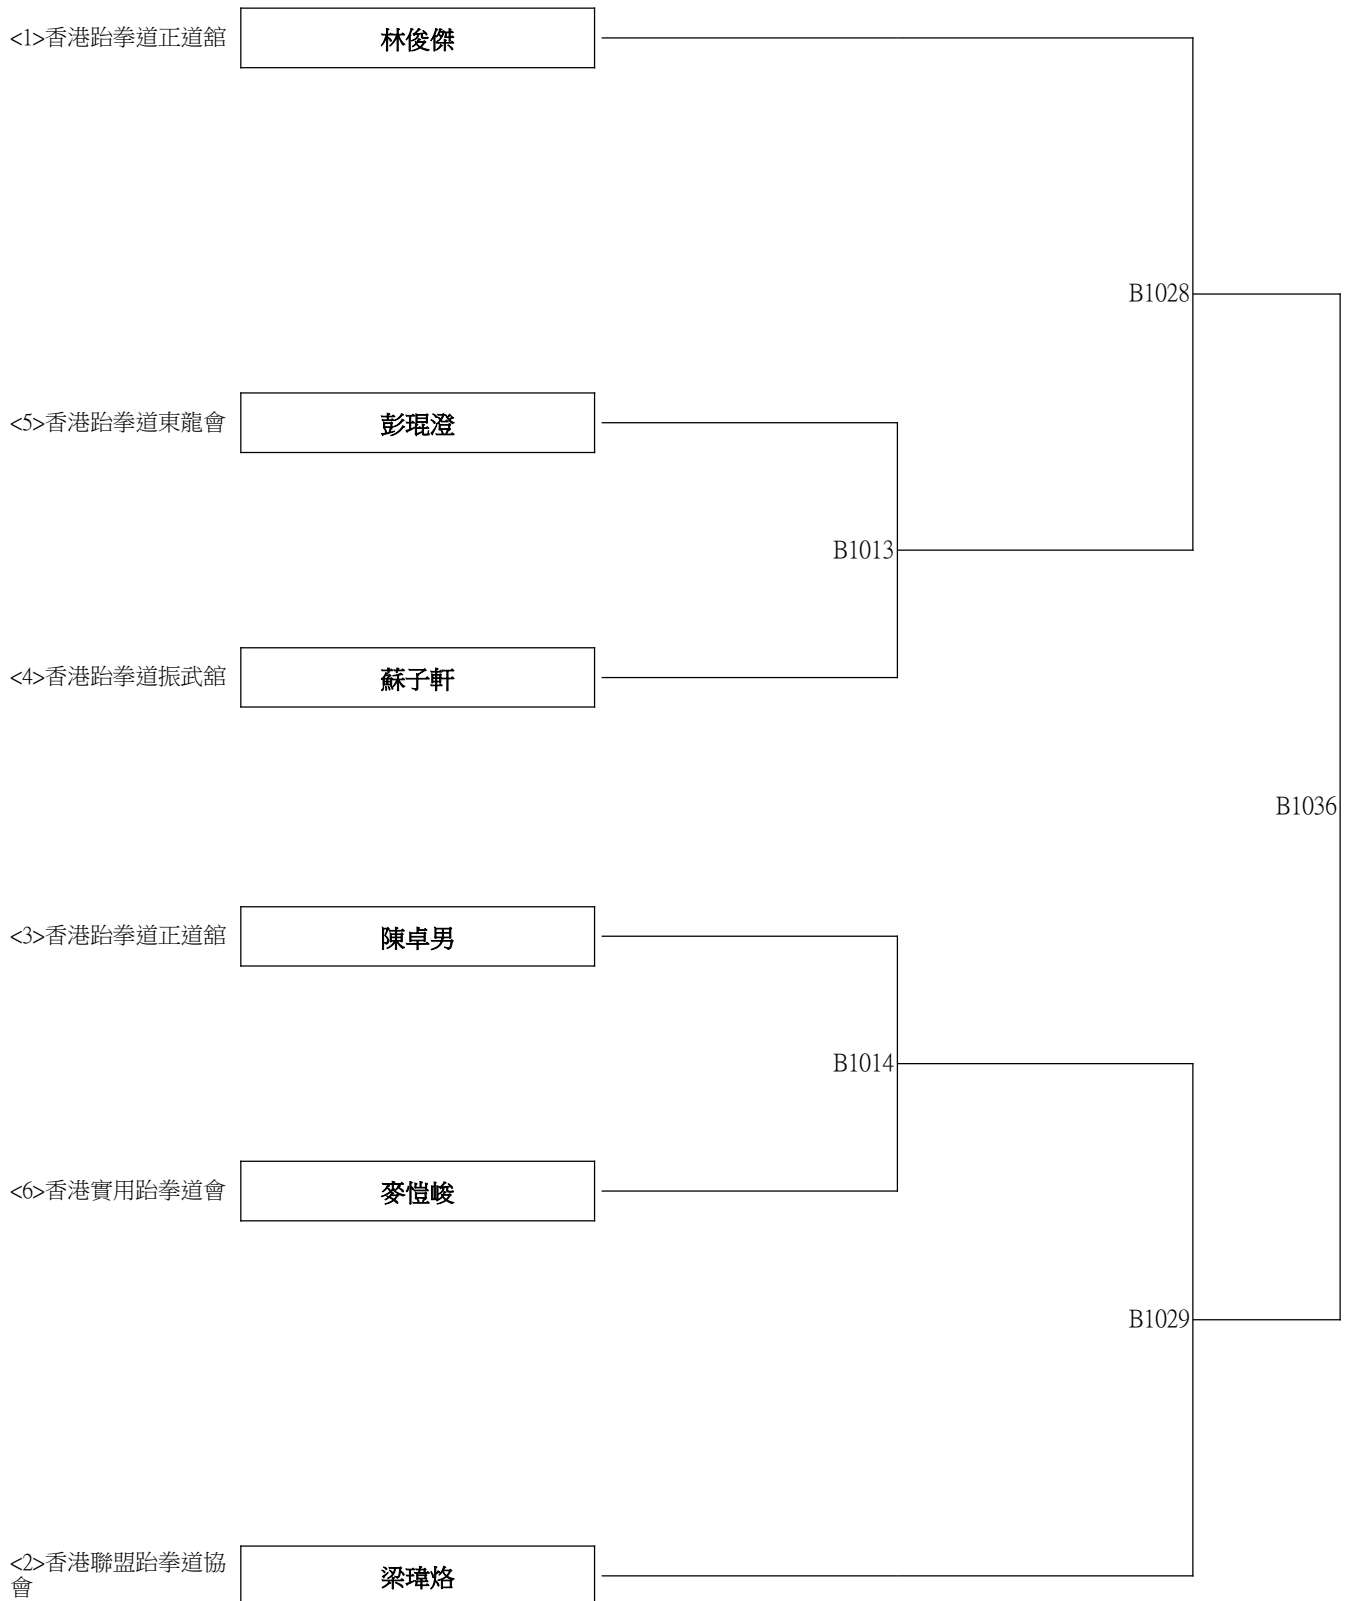 <1>香港跆拳道正道舘
林俊傑
B1028
<5>香港跆拳道東龍會
彭琨澄
B1013
<4>香港跆拳道振武舘
蘇子軒
B1036
<3>香港跆拳道正道舘
陳卓男
B1014
<6>香港實用跆拳道會
麥愷峻
B1029
<2>香港聯盟跆拳道協
會
梁瑋烙